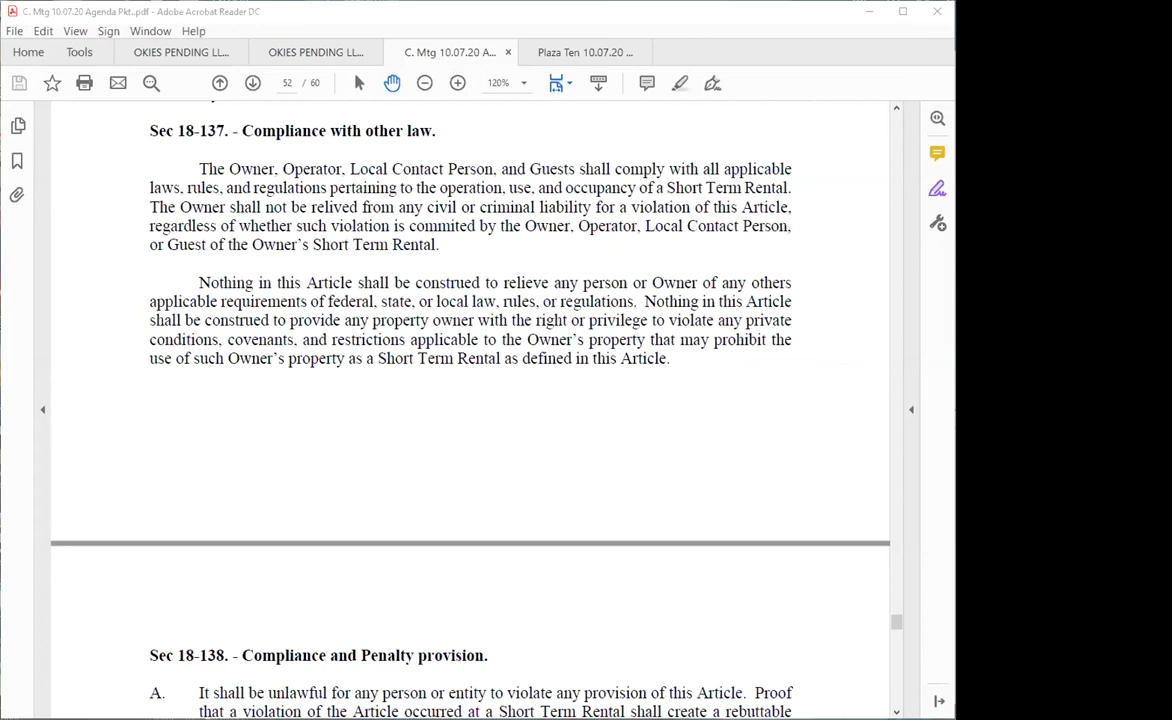 C. Mtg 10.07.20 Agenda Pkt..pdf - Adobe Acrobat Reader DC
File Edit View Sign Window Help
Home Tools OKIES PENDING LL... OKIES PENDING LL... C. Mtg 10.07.20 A... × Plaza Ten 10.07.20 ...
52 / 60 120%
Sec 18-137. - Compliance with other law.
The Owner, Operator, Local Contact Person, and Guests shall comply with all applicable
laws, rules, and regulations pertaining to the operation, use, and occupancy of a Short Term Rental.
The Owner shall not be relived from any civil or criminal liability for a violation of this Article,
regardless of whether such violation is commited by the Owner, Operator, Local Contact Person,
or Guest of the Owner's Short Term Rental.
Nothing in this Article shall be construed to relieve any person or Owner of any others
applicable requirements of federal, state, or local law, rules, or regulations. Nothing in this Article
shall be construed to provide any property owner with the right or privilege to violate any private
conditions, covenants, and restrictions applicable to the Owner's property that may prohibit the
use of such Owner's property as a Short Term Rental as defined in this Article.
Sec 18-138. - Compliance and Penalty provision.
A. It shall be unlawful for any person or entity to violate any provision of this Article. Proof
that a violation of the Article occurred at a Short Term Rental shall create a rebuttable